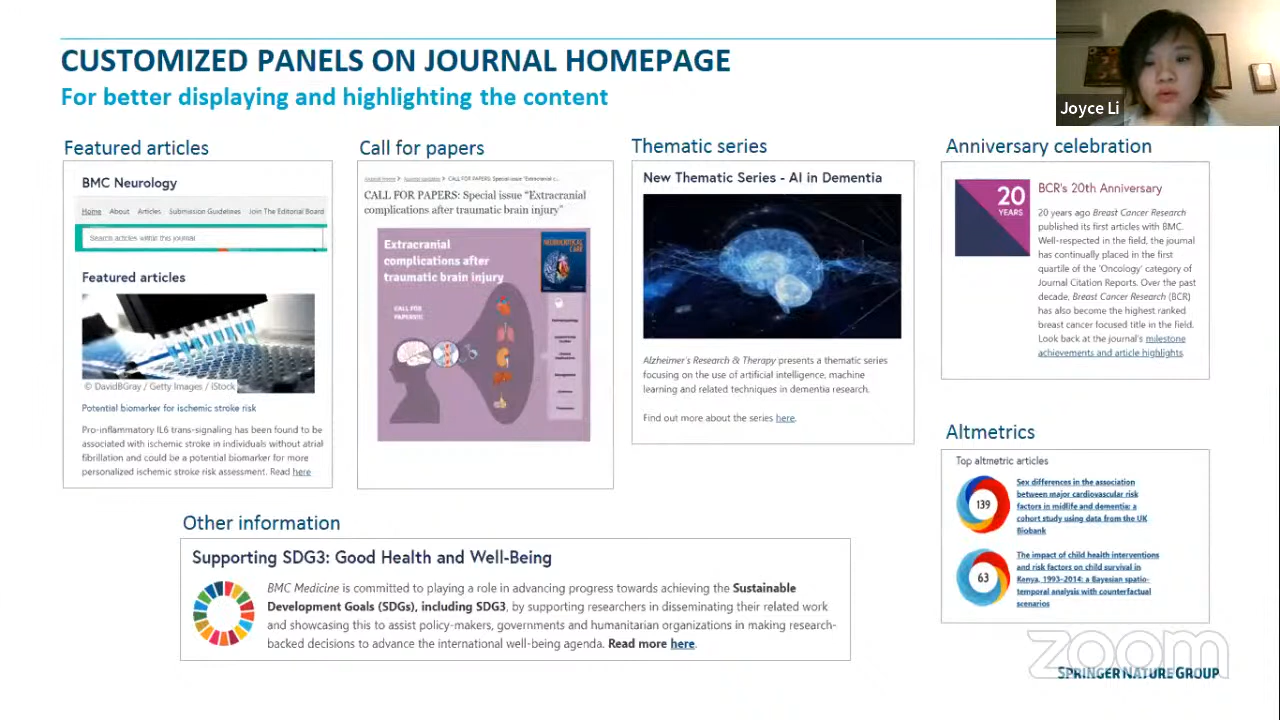 CUSTOMIZED PANELS ON JOURNAL HOMEPAGE
For better displaying and highlighting the content
Joyce Li
Featured articles
BMC Neurology
Home About Articles Submission Guidelines Join The Editorial Board
Search articles within this journal
Featured articles
© DavidBGray / Getty Images / iStock
Potential biomarker for ischemic stroke risk
Pro-inflammatory IL6 trans-signaling has been found to be
associated with ischemic stroke in individuals without atrial
fibrillation and could be a potential biomarker for more
personalized ischemic stroke risk assessment. Read here
Call for papers
CALL FOR PAPERS: Special issue "Extracranial c...
CALL FOR PAPERS: Special issue "Extracranial
complications after traumatic brain injury"
Extracranial
complications after
traumatic brain injury
CALL FOR
PAPERS!!!
Thematic series
New Thematic Series - AI in Dementia
Alzheimer's Research & Therapy presents a thematic series
focusing on the use of artificial intelligence, machine
learning and related techniques in dementia research.
Find out more about the series here.
Anniversary celebration
20
YEARS
BCR's 20th Anniversary
20 years ago Breast Cancer Research
published its first articles with BMC.
Well-respected in the field, the journal
has continually placed in the first
quartile of the 'Oncology' category of
Journal Citation Reports. Over the past
decade, Breast Cancer Research (BCR)
has also become the highest ranked
breast cancer focused title in the field.
Look back at the journal's milestone
achievements and article highlights.
Altmetrics
Top altmetric articles
139
Sex differences in the association
between major cardiovascular risk
factors in midlife and dementia: a
cohort study using data from the UK
Biobank
63
The impact of child health interventions
and risk factors on child survival in
Kenya, 1993–2014: a Bayesian spatio-
temporal analysis with counterfactual
scenarios
Other information
Supporting SDG3: Good Health and Well-Being
BMC Medicine is committed to playing a role in advancing progress towards achieving the Sustainable
Development Goals (SDGs), including SDG3, by supporting researchers in disseminating their related work
and showcasing this to assist policy-makers, governments and humanitarian organizations in making research-
backed decisions to advance the international well-being agenda. Read more here.
zoom
SPRINGER NATURE GROUP